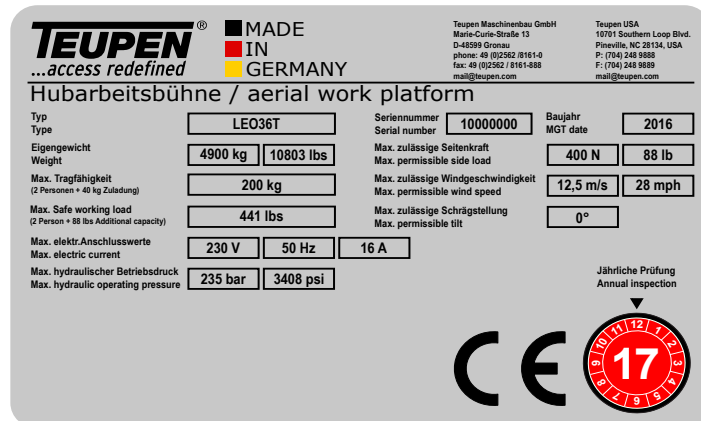 TEUPEN®
...access redefined
MADE
IN
GERMANY
Teupen Maschinenbau GmbH
Marie-Curie-Straße 13
D-48599 Gronau
phone: 49 (0)2562 /8161-0
fax: 49 (0)2562 / 8161-888
mail@teupen.com
Teupen USA
10701 Southern Loop Blvd.
Pineville, NC 28134, USA
P: (704) 248 9888
F: (704) 248 9889
mail@teupen.com
Hubarbeitsbühne / aerial work platform
Typ
Type
LEO36T
Seriennummer
Serial number
10000000
Baujahr
MGT date
2016
Eigengewicht
Weight
4900 kg
10803 lbs
Max. zulässige Seitenkraft
Max. permissible side load
400 N
88 lb
Max. Tragfähigkeit
(2 Personen + 40 kg Zuladung)
200 kg
Max. zulässige Windgeschwindigkeit
Max. permissible wind speed
12,5 m/s
28 mph
Max. Safe working load
(2 Person + 88 lbs Additional capacity)
441 lbs
Max. zulässige Schrägstellung
Max. permissible tilt
0°
Max. elektr.Anschlusswerte
Max. electric current
230 V
50 Hz
16 A
Max. hydraulischer Betriebsdruck
Max. hydraulic operating pressure
235 bar
3408 psi
Jährliche Prüfung
Annual inspection
CE
12 1 2 3 4 5 6 7 8 9 10 11
17